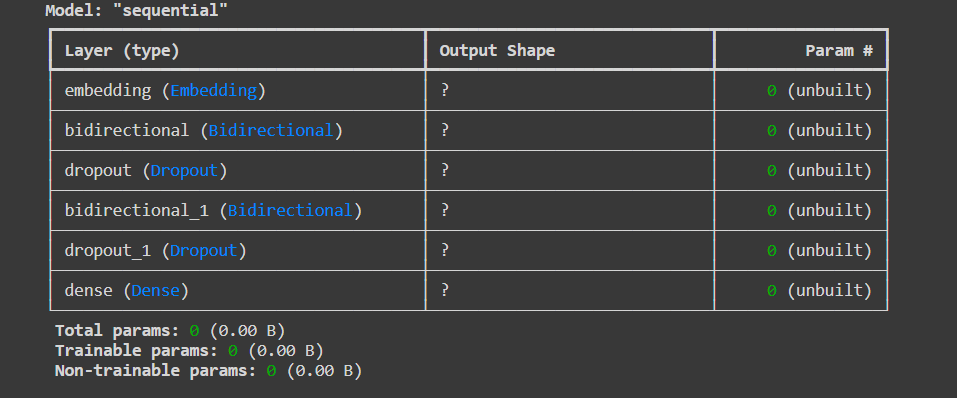 Model: "sequential"
Layer (type) Output Shape Param #
embedding (Embedding) ? 0 (unbuilt)
bidirectional (Bidirectional) ? 0 (unbuilt)
dropout (Dropout) ? 0 (unbuilt)
bidirectional_1 (Bidirectional) ? 0 (unbuilt)
dropout_1 (Dropout) ? 0 (unbuilt)
dense (Dense) ? 0 (unbuilt)
Total params: 0 (0.00 B)
Trainable params: 0 (0.00 B)
Non-trainable params: 0 (0.00 B)